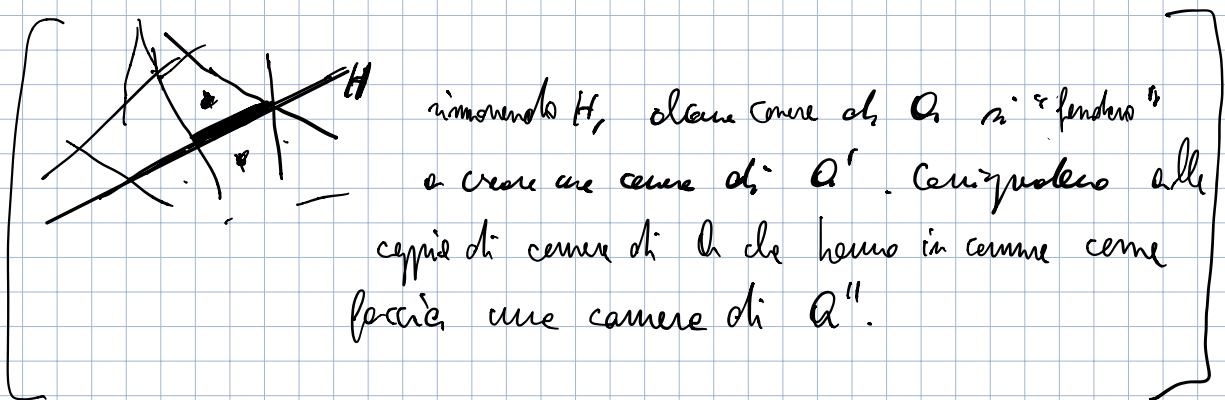 H
rimovendo H, alcune camere di Q si "fondono"
a creare una camera di Q'. Corrispondono alle
coppie di camere di Q che hanno in comune come
faccia una camera di Q".